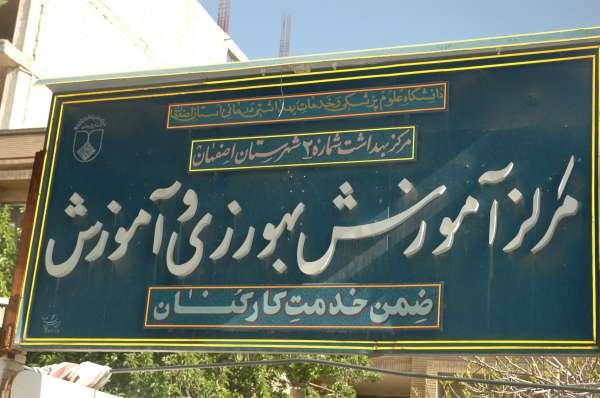 دانشگاه علوم پزشکی و خدمات بهداشتی درمانی استان اصفهان
مرکز بهداشت شماره ۲ شهرستان اصفهان
مرکز آموزش بهورزی و آموزش
ضمن خدمت کارکنان